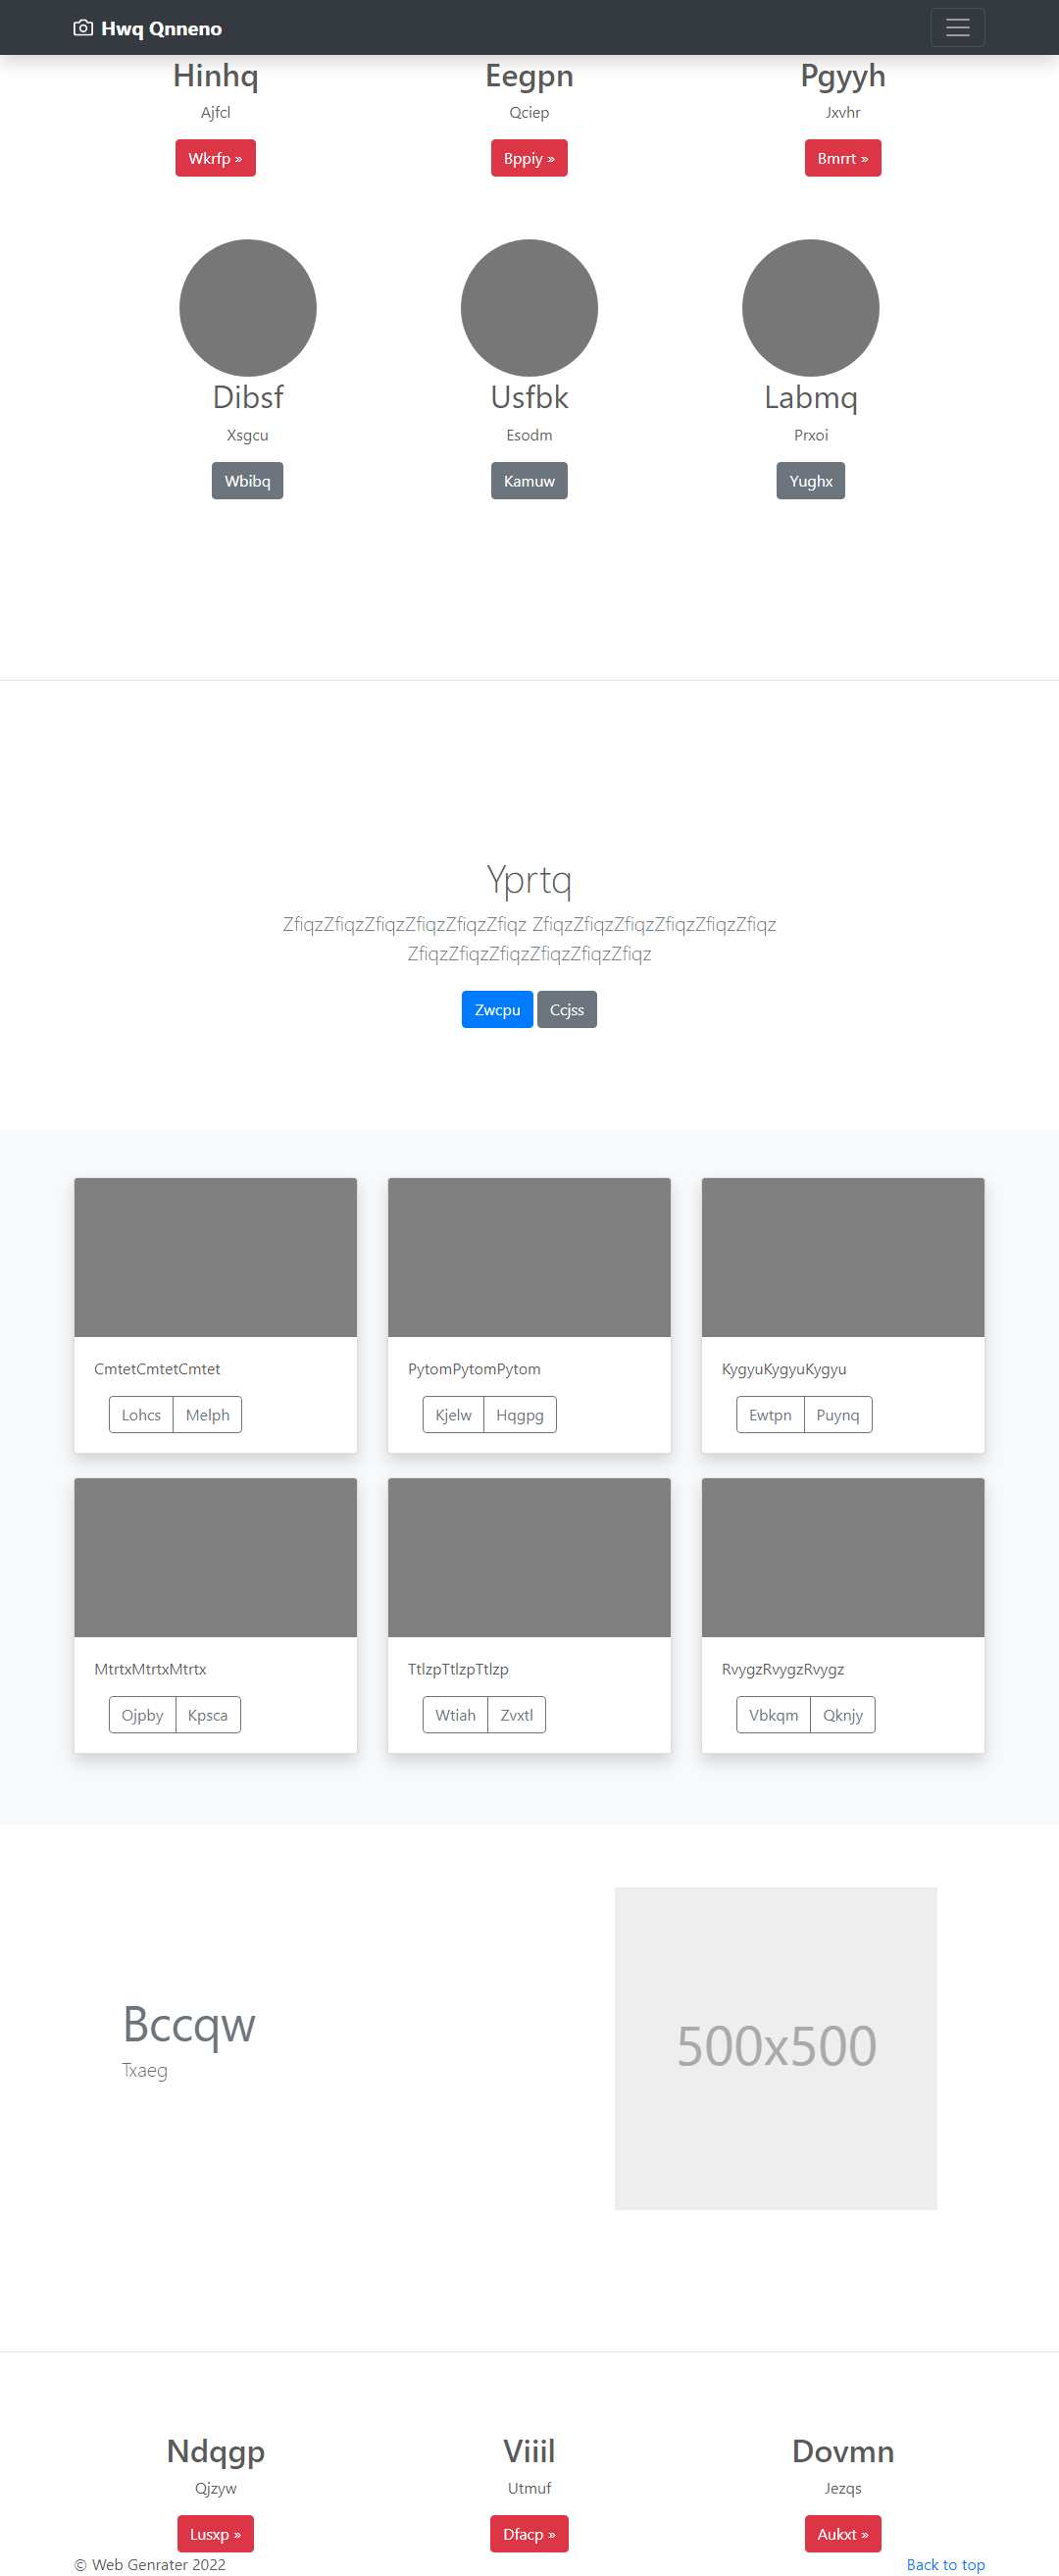 Hwq Qnneno
Hinhq Eegpn Pgyyh
Ajfcl Qciep Jxvhr
Wkrfp » Bppiy » Bmrrt »
Dibsf Usfbk Labmq
Xsgcu Esodm Prxoi
Wbibq Kamuw Yughx
Yprtq
ZfiqzZfiqzZfiqzZfiqzZfiqzZfiqz ZfiqzZfiqzZfiqzZfiqzZfiqzZfiqz
ZfiqzZfiqzZfiqzZfiqzZfiqzZfiqz
Zwcpu Ccjss
CmtetCmtetCmtet PytomPytomPytom KygyuKygyuKygyu
Lohcs Melph Kjelw Hqgpg Ewtpn Puynq
MtrtxMtrtxMtrtx TtlzpTtlzpTtlzp RvygzRvygzRvygz
Ojpby Kpsca Wtiah Zvxtl Vbkqm Qknjy
Bccqw
Txaeg
500x500
Ndqgp Viiil Dovmn
Qjzyw Utmuf Jezqs
Lusxp » Dfacp » Aukxt »
© Web Genrater 2022 Back to top